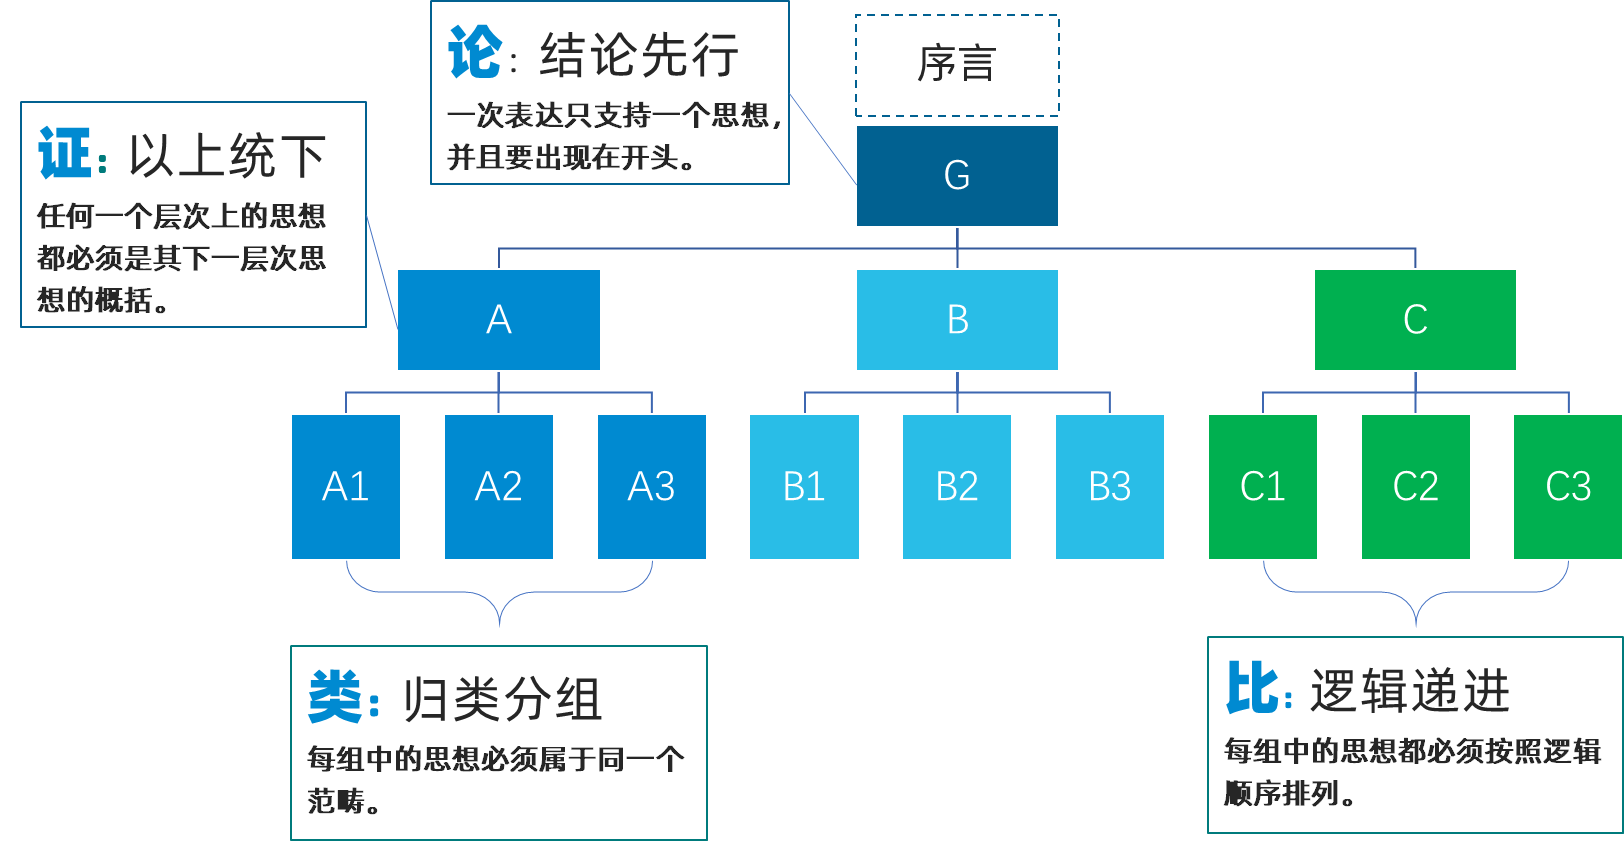 论：结论先行
一次表达只支持一个思想，
并且要出现在开头。
序言
G
证：以上统下
任何一个层次上的思想
都必须是其下一层次思
想的概括。
A
B
C
A1
A2
A3
B1
B2
B3
C1
C2
C3
类：归类分组
每组中的思想必须属于同一个
范畴。
比：逻辑递进
每组中的思想都必须按照逻辑
顺序排列。